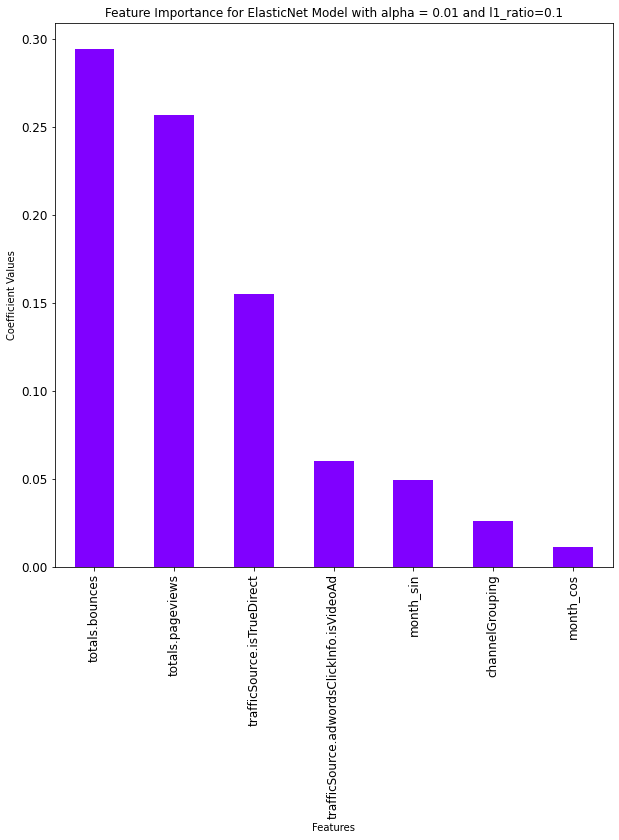 Feature Importance for ElasticNet Model with alpha = 0.01 and l1_ratio=0.1
0.30
0.25
0.20
0.15
0.10
0.05
0.00
Coefficient Values
totals.bounces
totals.pageviews
trafficSource.isTrueDirect
trafficSource.adwordsClickInfo.isVideoAd
month_sin
channelGrouping
month_cos
Features